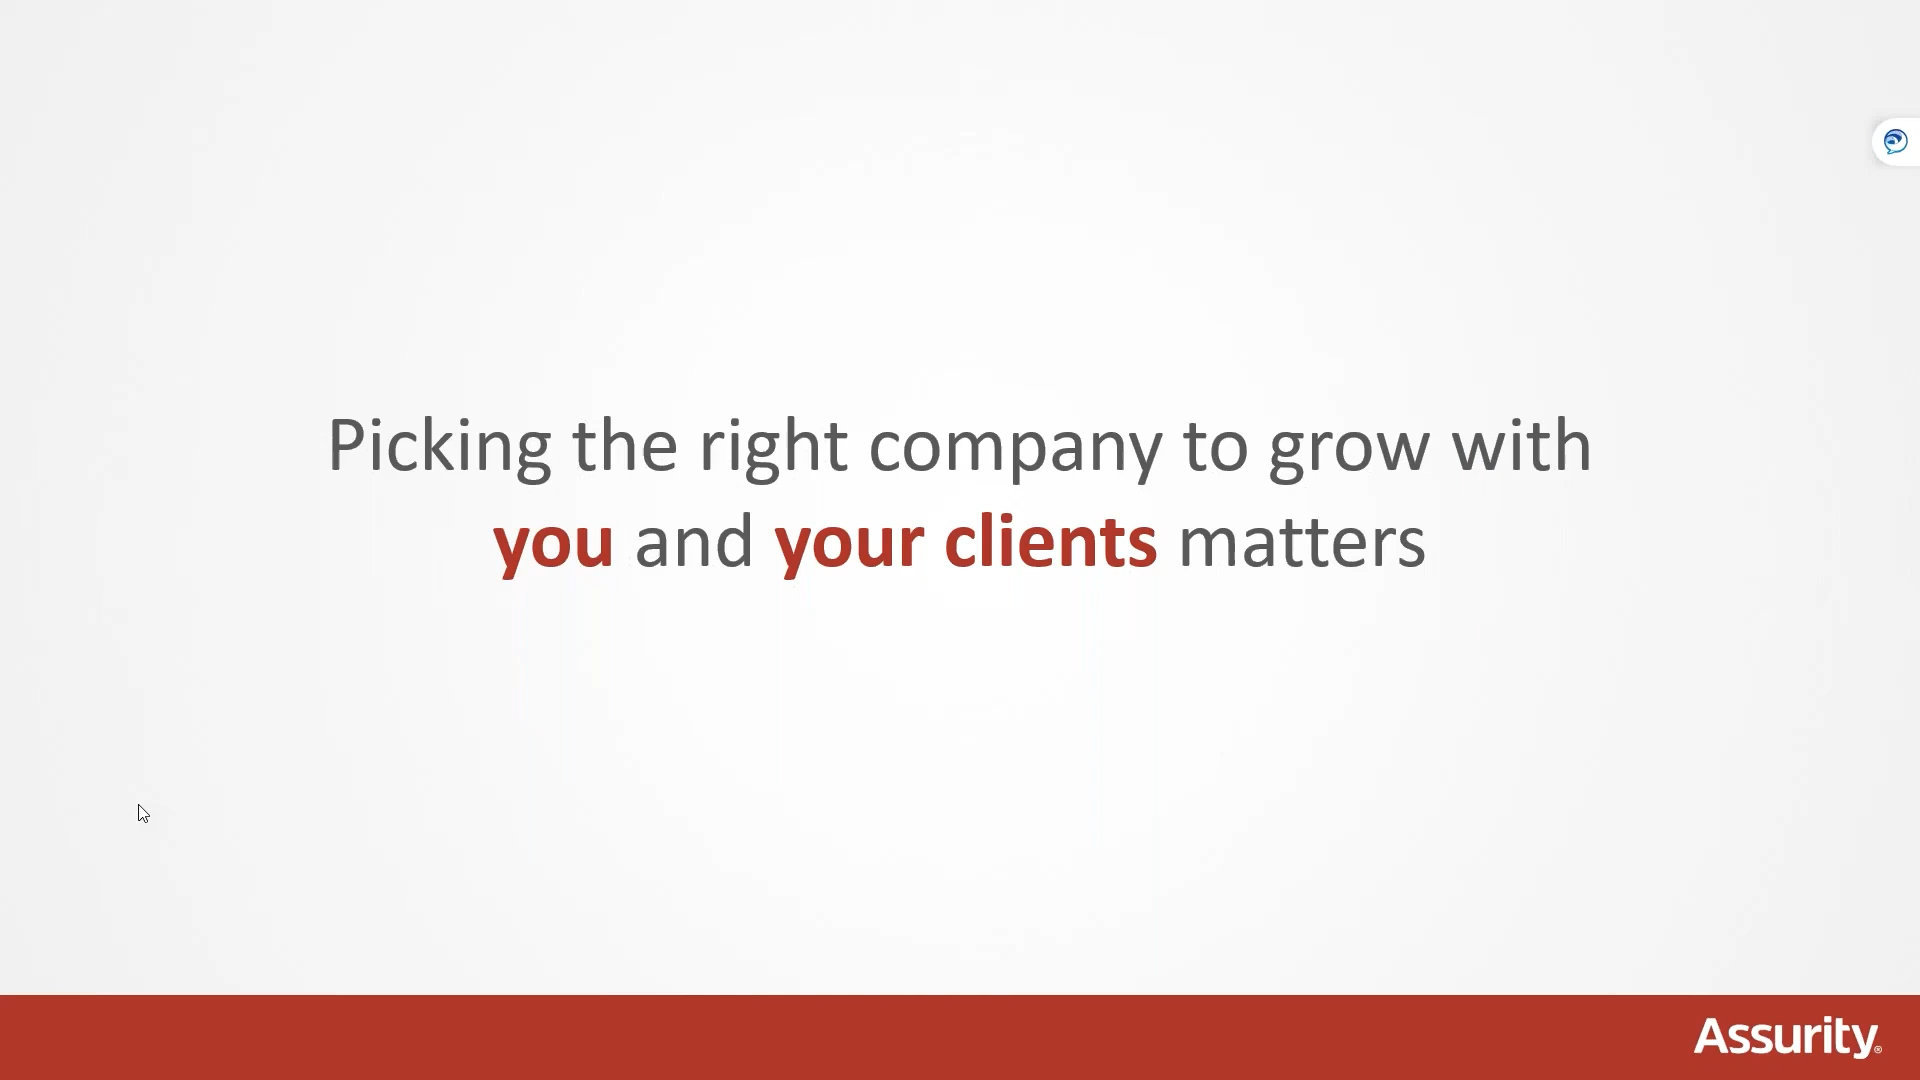 Picking the right company to grow with
you and your clients matters
Assurity®